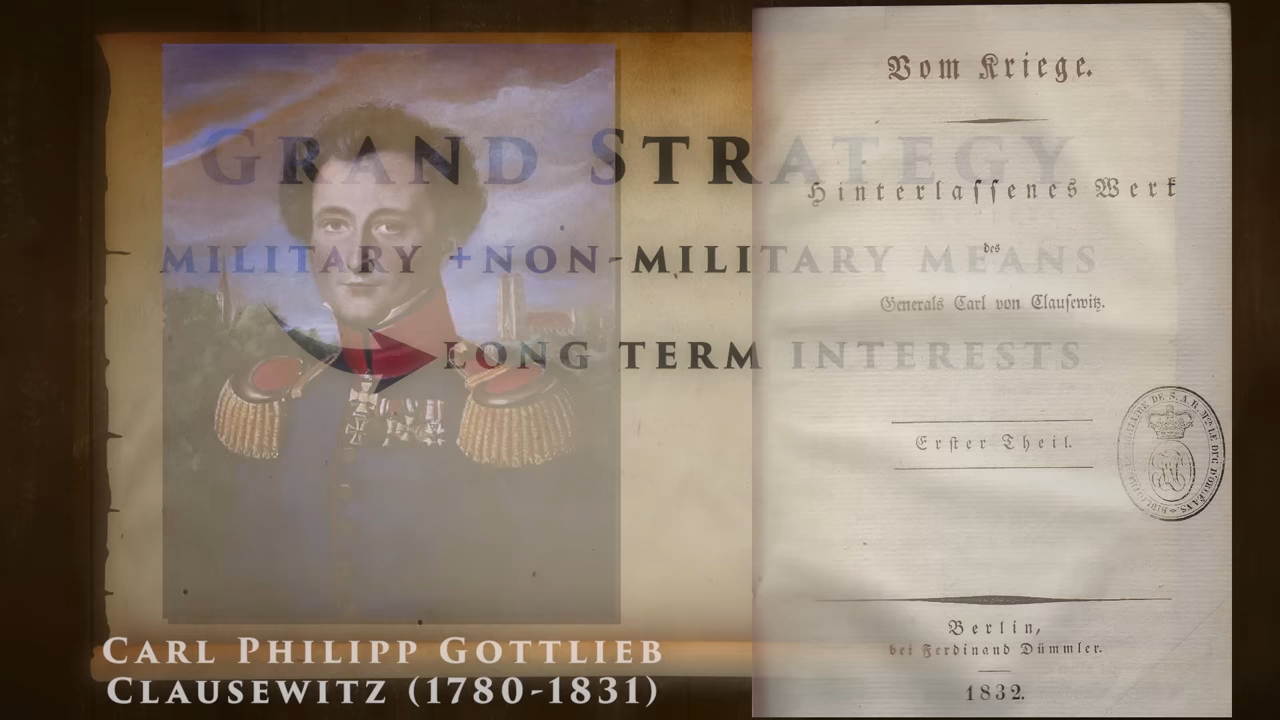 GRAND STRATEGY
MILITARY +NON-MILITARY MEANS
LONG TERM INTERESTS
CARL PHILIPP GOTTLIEB
CLAUSEWITZ (1780-1831)
Vom Kriege.
Hinterlaſſenes Werk
des
Generals Carl von Clauſewitz.
Erſter Theil.
Berlin,
bei Ferdinand Dümmler.
1832.